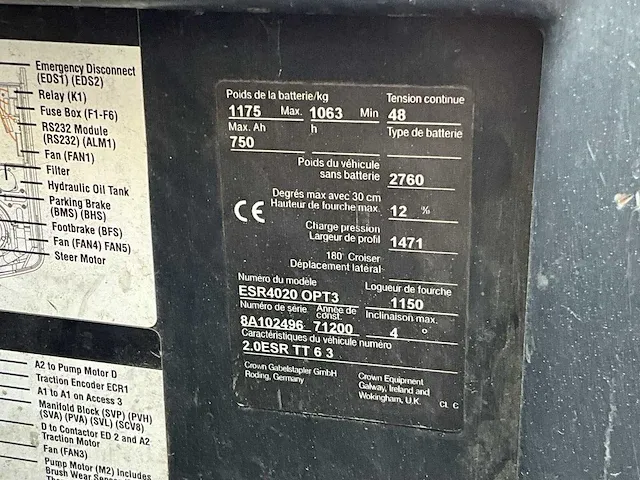 Emergency Disconnect
(EDS1) (EDS2)
Relay (K1)
Fuse Box (F1-F6)
RS232 Module
(RS232) (ALM1)
Fan (FAN1)
Filter
Hydraulic Oil Tank
Parking Brake
(BMS) (BHS)
Footbrake (BFS)
Fan (FAN4) FAN5)
Steer Motor
A2 to Pump Motor D
Traction Encoder ECR1
A1 to A1 on Access 3
Manifold Block (SVP) (PVH)
(SVA) (PVA) (SVL) (SCV8)
D to Contactor ED 2 and A2
Traction Motor
Fan (FAN3)
Pump Motor (M2) Includes
Poids de la batterie/kg
Tension continue
1175 Max. 1063 Min 48
Max. Ah h Type de batterie
750
Poids du véhicule
sans batterie 2760
Degrés max avec 30 cm
Hauteur de fourche max. 12 %
CE
Charge pression
Largeur de profil 1471
180° Croiser
Déplacement latéral
Numéro du modèle Logueur de fourche
ESR4020 OPT3 1150
Numéro de série Année de const. Inclinaison max.
8A102496 71200 4 °
Caractéristiques du véhicule numéro
2.0ESR TT 6 3
Crown Gabelstapler GmbH
Roding, Germany
Crown Equipment
Galway, Ireland and
Wokingham, U.K.
CL C